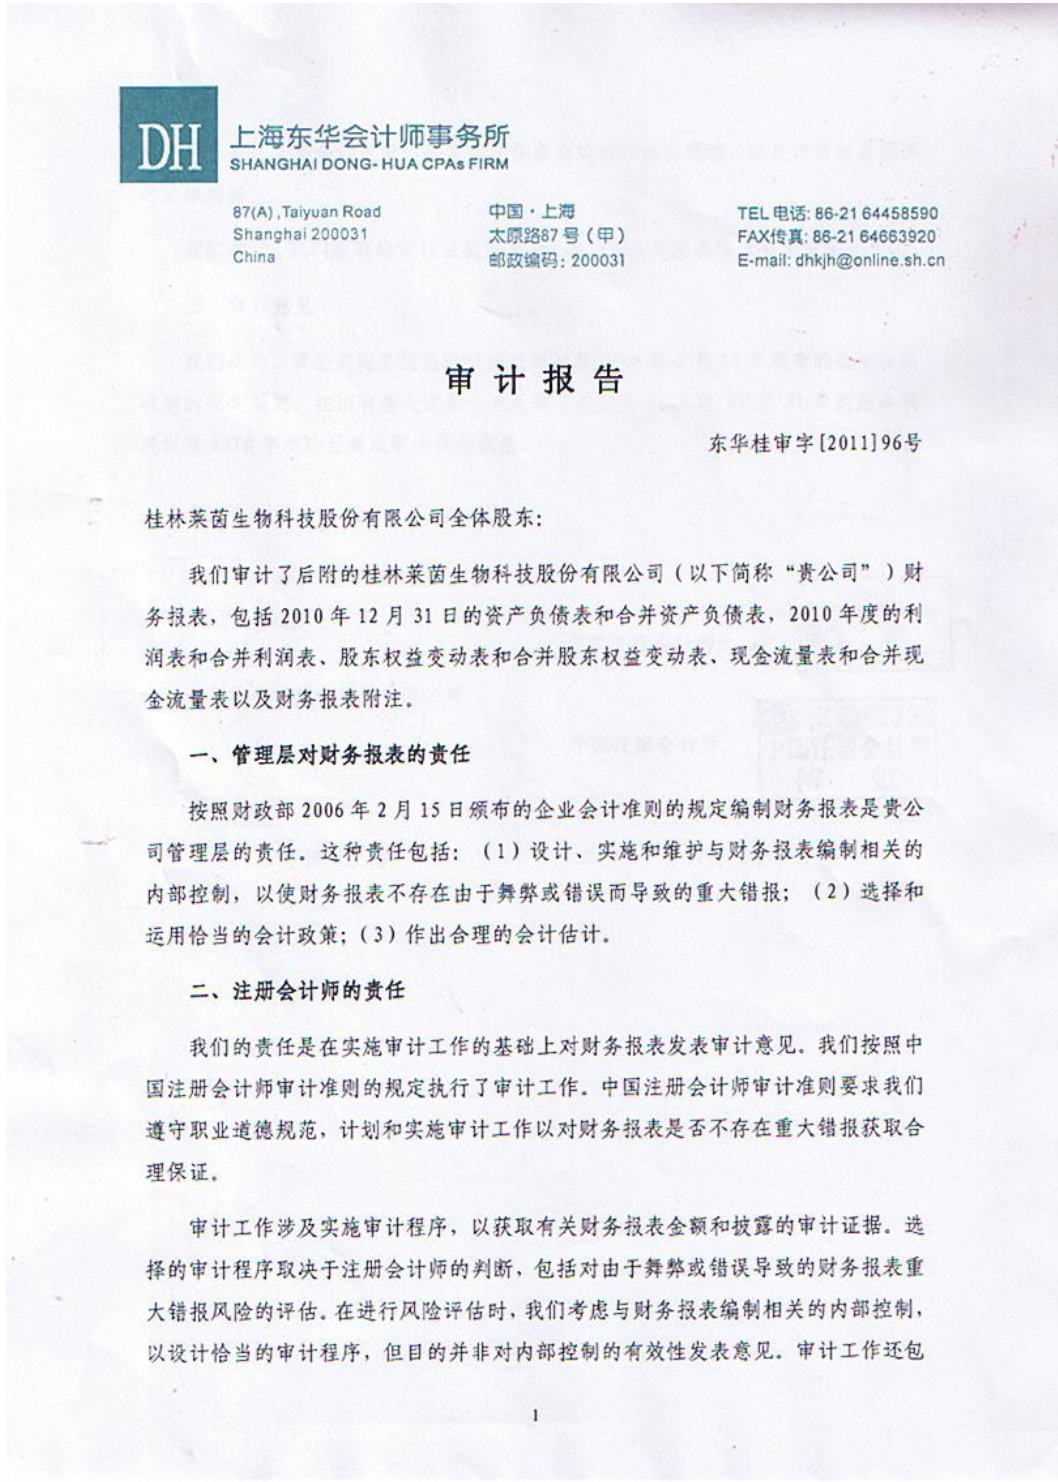 DH
上海东华会计师事务所
SHANGHAI DONG-HUA CPAs FIRM
87(A),Taiyuan Road
Shanghai 200031
China
中国·上海
太原路87号（甲）
邮政编码：200031
TEL 电话: 86-21 64458590
FAX传真: 86-21 64663920
E-mail: dhkjh@online.sh.cn
审计报告
东华桂审字[2011]96号
桂林莱茵生物科技股份有限公司全体股东：
我们审计了后附的桂林莱茵生物科技股份有限公司（以下简称“贵公司”）财
务报表，包括 2010 年 12 月 31 日的资产负债表和合并资产负债表，2010 年度的利
润表和合并利润表、股东权益变动表和合并股东权益变动表、现金流量表和合并现
金流量表以及财务报表附注。
一、管理层对财务报表的责任
按照财政部 2006 年 2 月 15 日颁布的企业会计准则的规定编制财务报表是贵公
司管理层的责任。这种责任包括：（1）设计、实施和维护与财务报表编制相关的
内部控制，以使财务报表不存在由于舞弊或错误而导致的重大错报；（2）选择和
运用恰当的会计政策；（3）作出合理的会计估计。
二、注册会计师的责任
我们的责任是在实施审计工作的基础上对财务报表发表审计意见。我们按照中
国注册会计师审计准则的规定执行了审计工作。中国注册会计师审计准则要求我们
遵守职业道德规范，计划和实施审计工作以对财务报表是否不存在重大错报获取合
理保证。
审计工作涉及实施审计程序，以获取有关财务报表金额和披露的审计证据。选
择的审计程序取决于注册会计师的判断，包括对由于舞弊或错误导致的财务报表重
大错报风险的评估。在进行风险评估时，我们考虑与财务报表编制相关的内部控制，
以设计恰当的审计程序，但目的并非对内部控制的有效性发表意见。审计工作还包
1